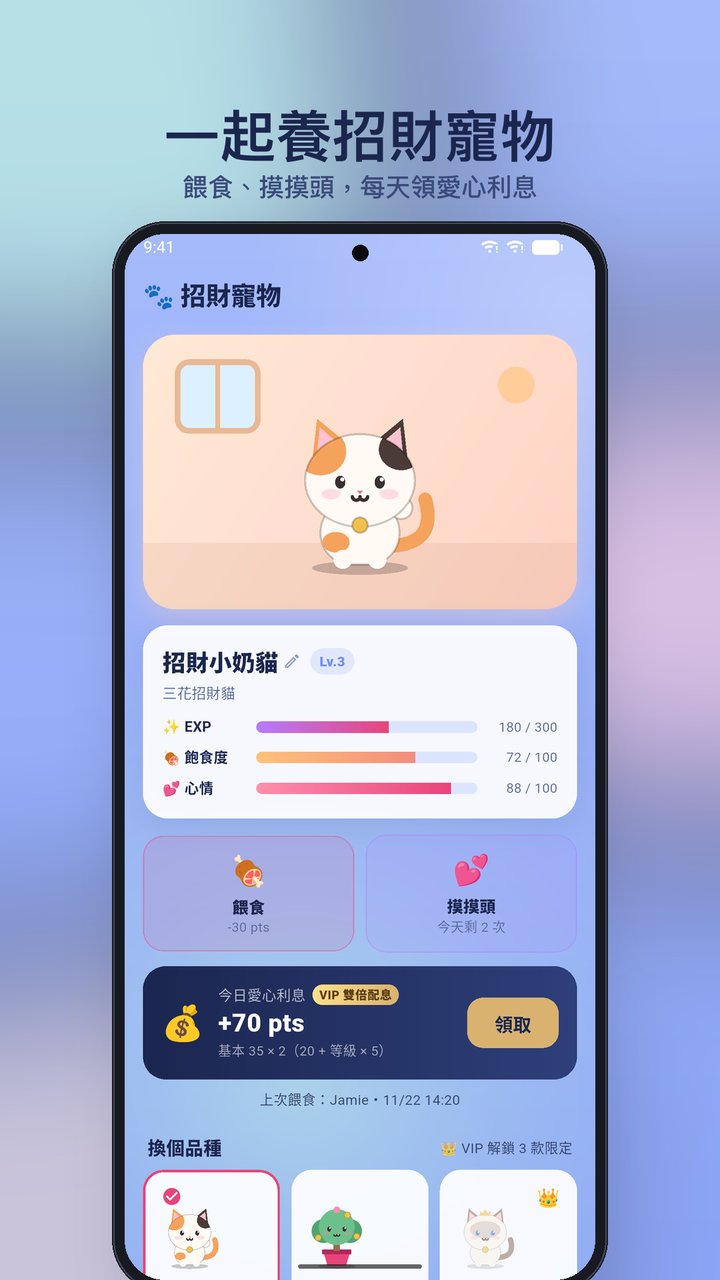 一起養招財寵物
餵食、摸摸頭，每天領愛心利息
9:41
🐾 招財寵物
招財小奶貓 Lv.3
三花招財貓
✨ EXP 180 / 300
🍖 飽食度 72 / 100
💕 心情 88 / 100
餵食
-30 pts
摸摸頭
今天剩 2 次
今日愛心利息 VIP 雙倍配息
+70 pts
基本 35 × 2（20 + 等級 × 5）
領取
上次餵食：Jamie・11/22 14:20
換個品種
👑 VIP 解鎖 3 款限定